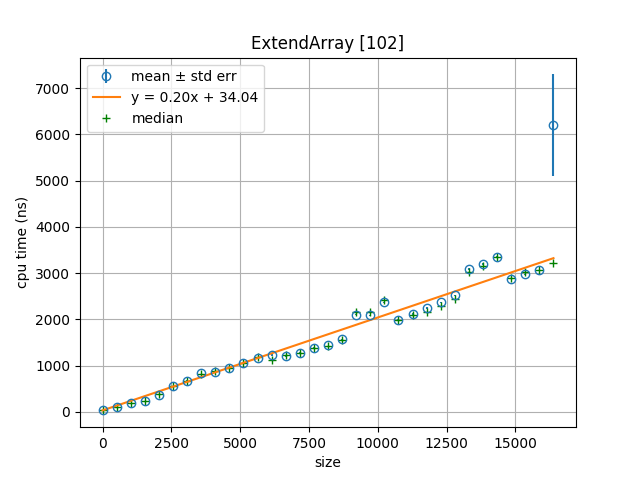 ExtendArray [102]
mean ± std err
y = 0.20x + 34.04
median
cpu time (ns)
7000
6000
5000
4000
3000
2000
1000
0
0 2500 5000 7500 10000 12500 15000
size